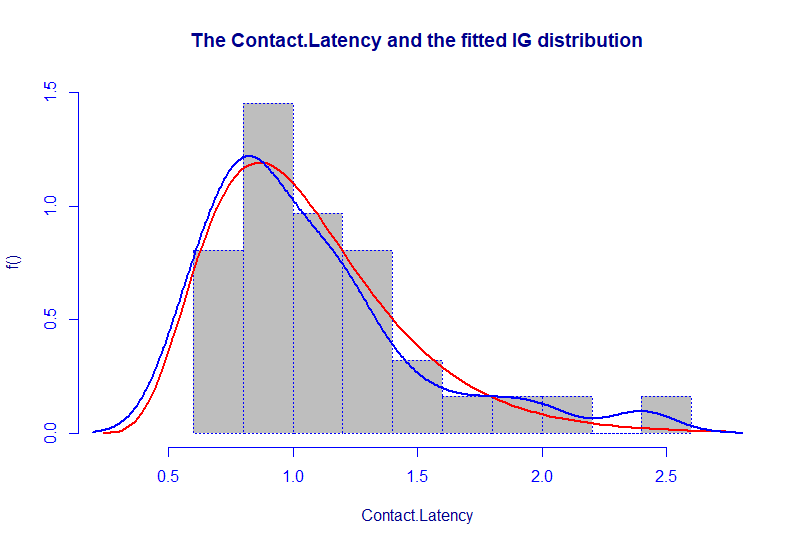 The Contact.Latency and the fitted IG distribution
1.5
1.0
0.5
0.0
f()
0.5 1.0 1.5 2.0 2.5
Contact.Latency